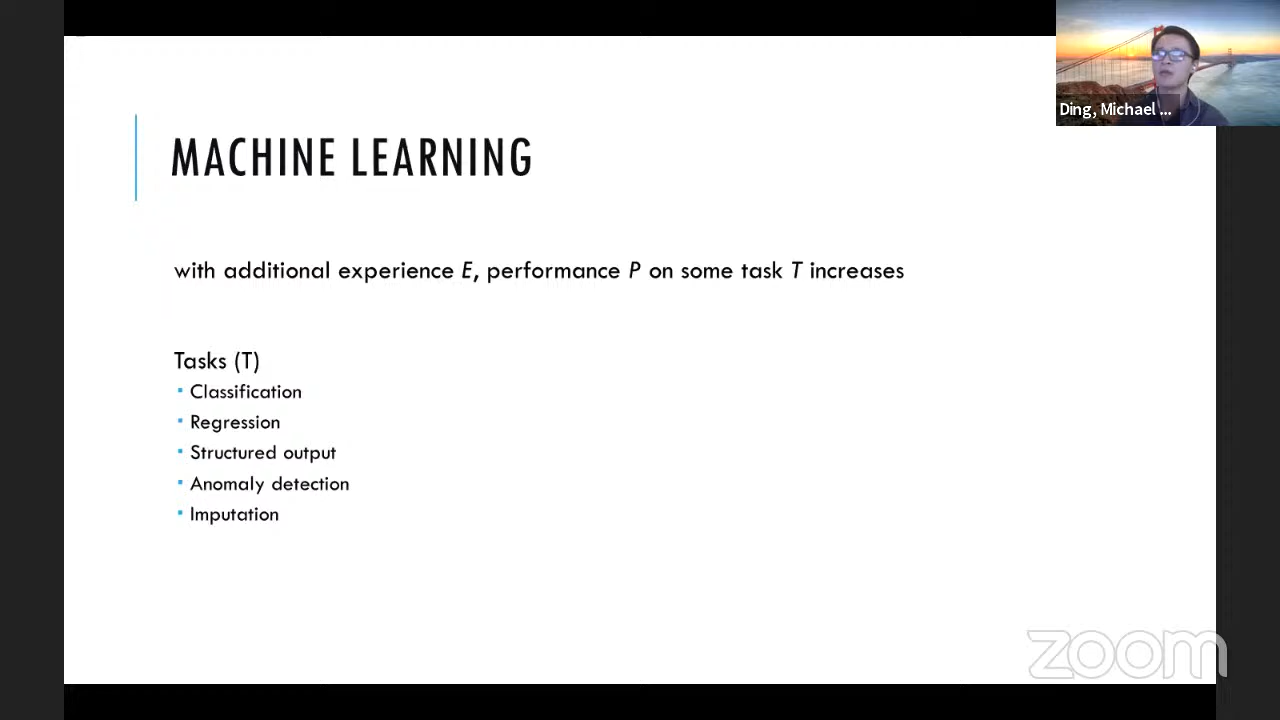 Ding, Michael ...
MACHINE LEARNING
with additional experience E, performance P on some task T increases
Tasks (T)
▪ Classification
▪ Regression
▪ Structured output
▪ Anomaly detection
▪ Imputation
zoom